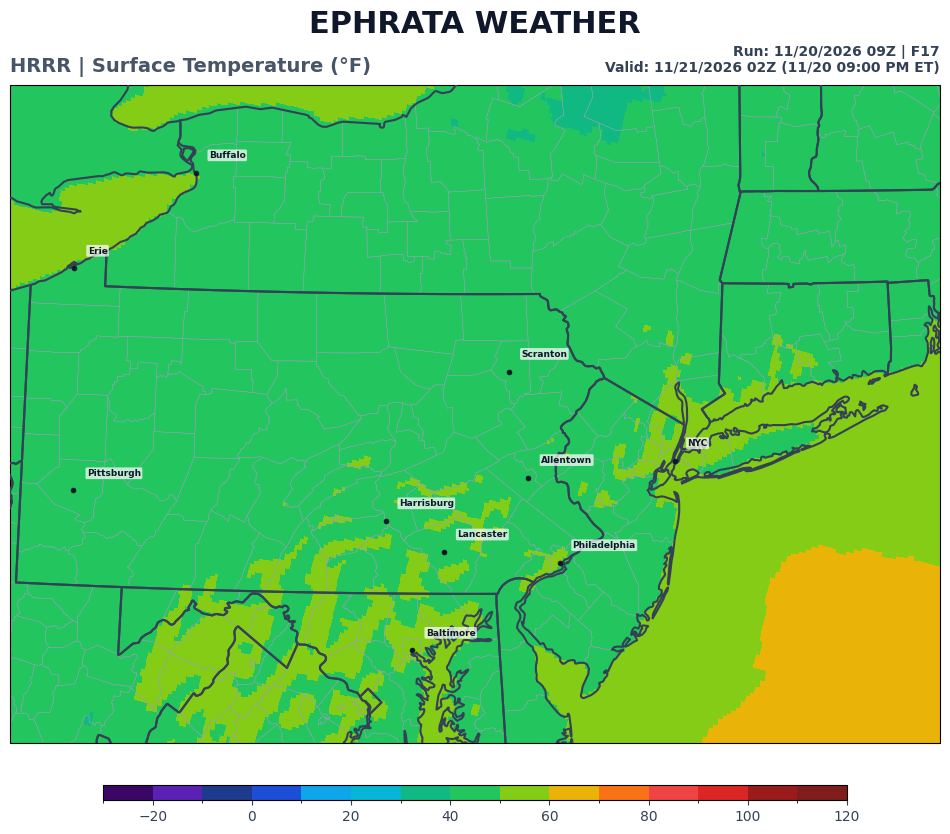 EPHRATA WEATHER
HRRR | Surface Temperature (°F)
Run: 11/20/2026 09Z | F17
Valid: 11/21/2026 02Z (11/20 09:00 PM ET)
Buffalo
Erie
Scranton
NYC
Allentown
Pittsburgh
Harrisburg
Lancaster
Philadelphia
Baltimore
−20 0 20 40 60 80 100 120